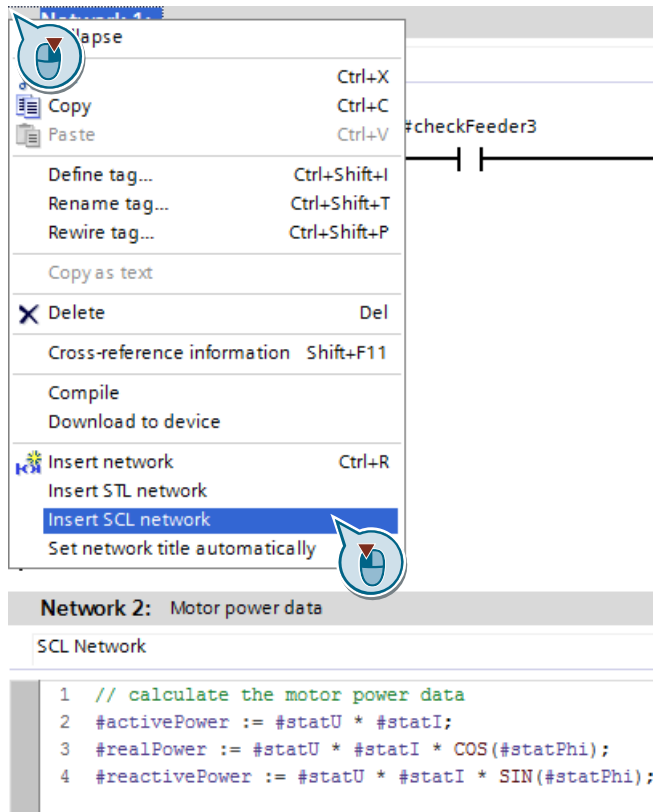 Network 1:
Collapse
Ctrl+X
Copy Ctrl+C
Paste Ctrl+V
#checkFeeder3
Define tag... Ctrl+Shift+I
Rename tag... Ctrl+Shift+T
Rewire tag... Ctrl+Shift+P
Copy as text
Delete Del
Cross-reference information Shift+F11
Compile
Download to device
Insert network Ctrl+R
Insert STL network
Insert SCL network
Set network title automatically
Network 2: Motor power data
SCL Network
1 // calculate the motor power data
2 #activePower := #statU * #statI;
3 #realPower := #statU * #statI * COS(#statPhi);
4 #reactivePower := #statU * #statI * SIN(#statPhi);